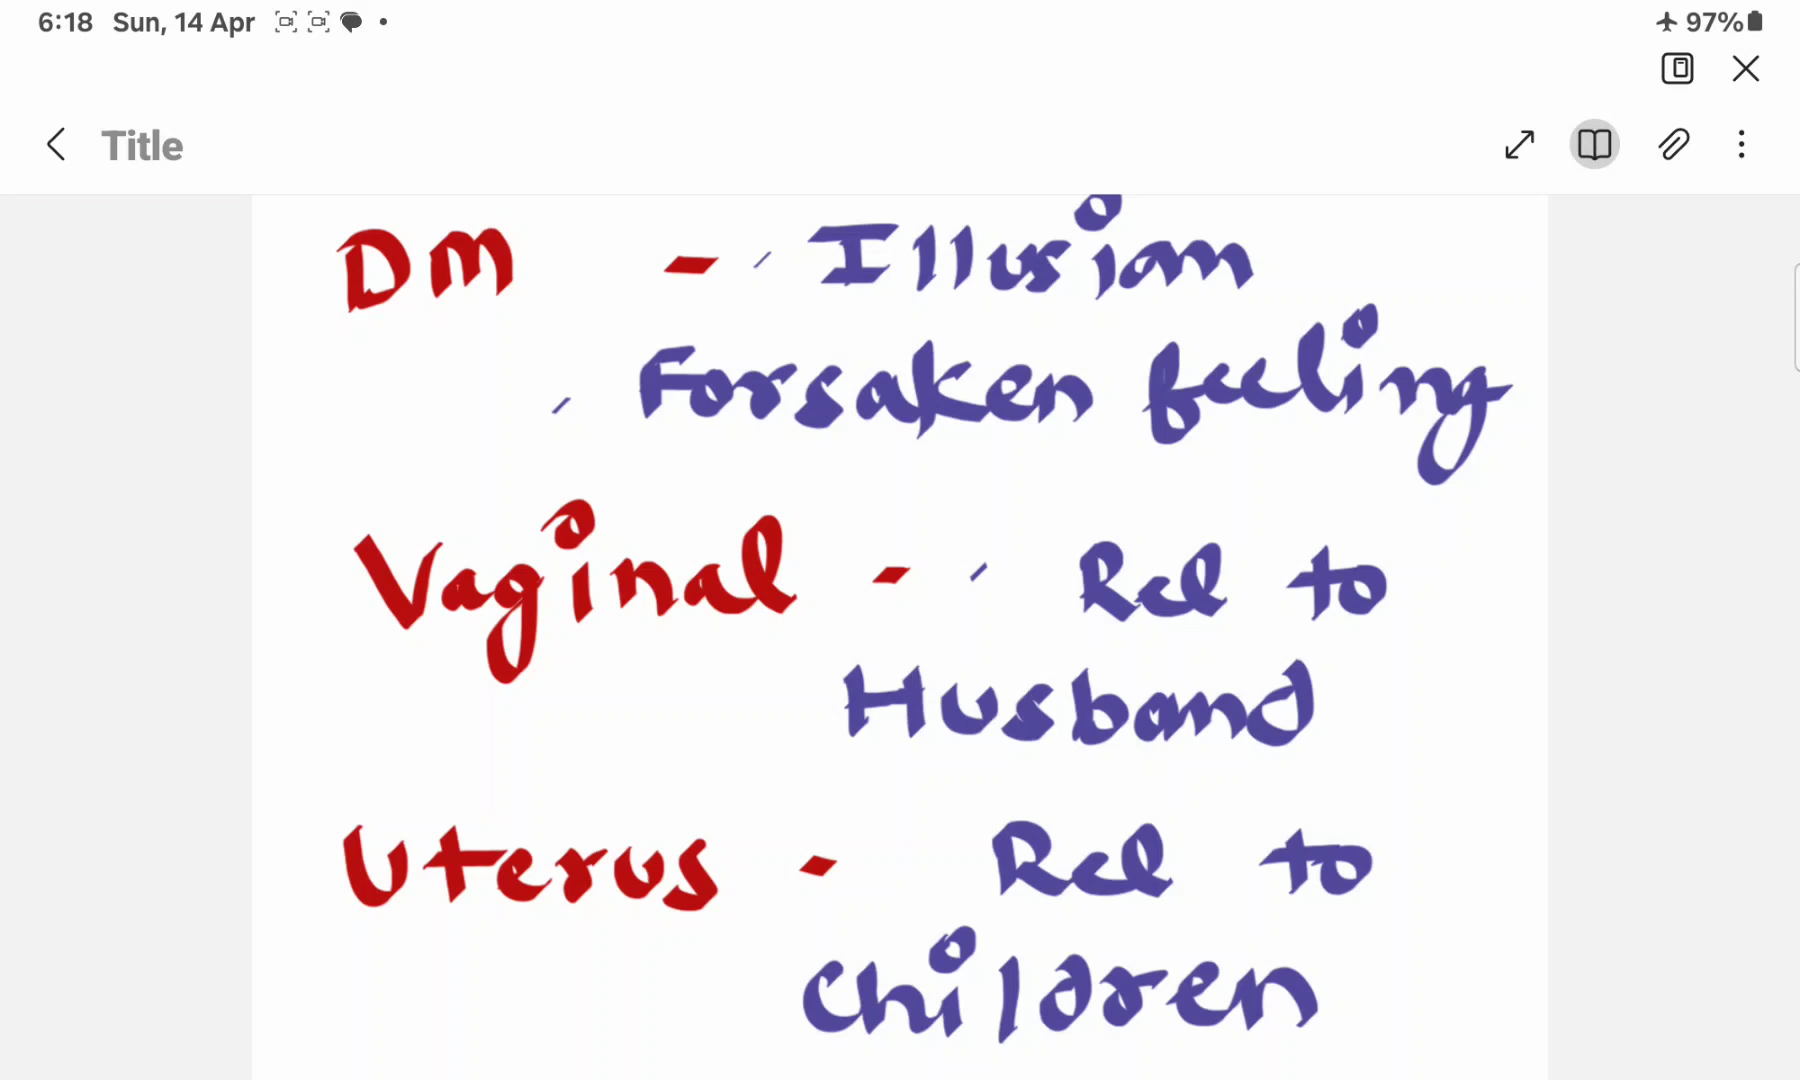 6:18 Sun, 14 Apr 97%
Title
DM - Illusion
Forsaken feeling
Vaginal - Rel to
Husband
Uterus - Rel to
Children